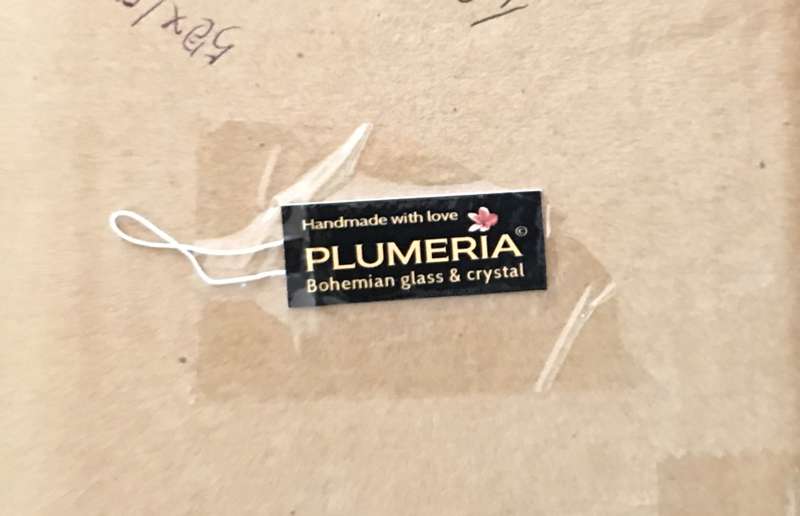 Handmade with love
PLUMERIA©
Bohemian glass & crystal